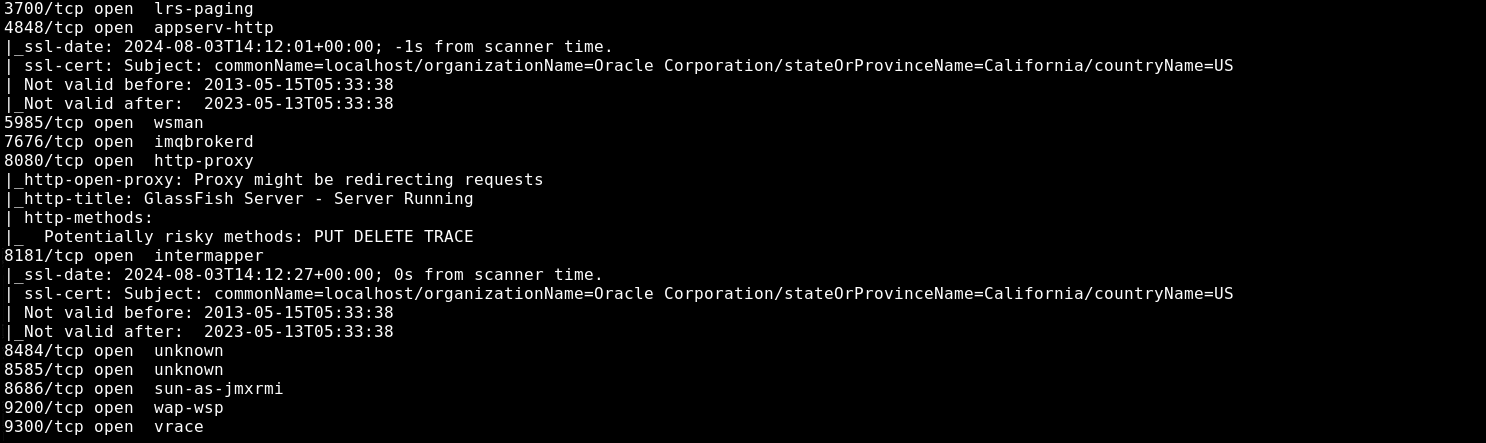 3700/tcp open  lrs-paging
4848/tcp open  appserv-http
|_ssl-date: 2024-08-03T14:12:01+00:00; -1s from scanner time.
| ssl-cert: Subject: commonName=localhost/organizationName=Oracle Corporation/stateOrProvinceName=California/countryName=US
| Not valid before: 2013-05-15T05:33:38
|_Not valid after:  2023-05-13T05:33:38
5985/tcp open  wsman
7676/tcp open  imqbrokerd
8080/tcp open  http-proxy
|_http-open-proxy: Proxy might be redirecting requests
|_http-title: GlassFish Server - Server Running
| http-methods:
|_  Potentially risky methods: PUT DELETE TRACE
8181/tcp open  intermapper
|_ssl-date: 2024-08-03T14:12:27+00:00; 0s from scanner time.
| ssl-cert: Subject: commonName=localhost/organizationName=Oracle Corporation/stateOrProvinceName=California/countryName=US
| Not valid before: 2013-05-15T05:33:38
|_Not valid after:  2023-05-13T05:33:38
8484/tcp open  unknown
8585/tcp open  unknown
8686/tcp open  sun-as-jmxrmi
9200/tcp open  wap-wsp
9300/tcp open  vrace